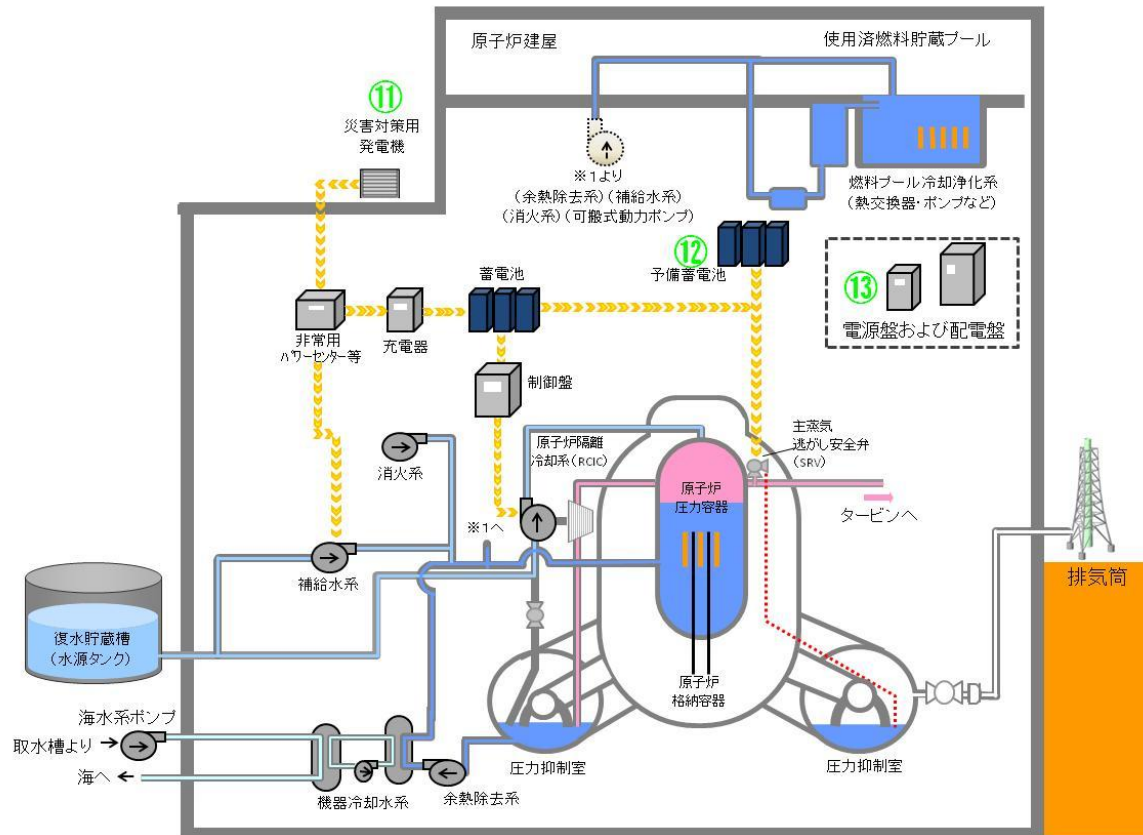 原子炉建屋
使用済燃料貯蔵プール
⑪
災害対策用
発電機
※1より
(余熱除去系)(補給水系)
(消火系)(可搬式動力ポンプ)
燃料プール冷却浄化系
(熱交換器・ポンプなど)
⑫
予備蓄電池
⑬
電源盤および配電盤
蓄電池
非常用
パワーセンター等
充電器
制御盤
消火系
原子炉隔離
冷却系(RCIC)
主蒸気
逃がし安全弁
(SRV)
原子炉
圧力容器
タービンへ
※1へ
補給水系
排気筒
復水貯蔵槽
(水源タンク)
原子炉
格納容器
海水系ポンプ
取水槽より
海へ
機器冷却水系
余熱除去系
圧力抑制室
圧力抑制室